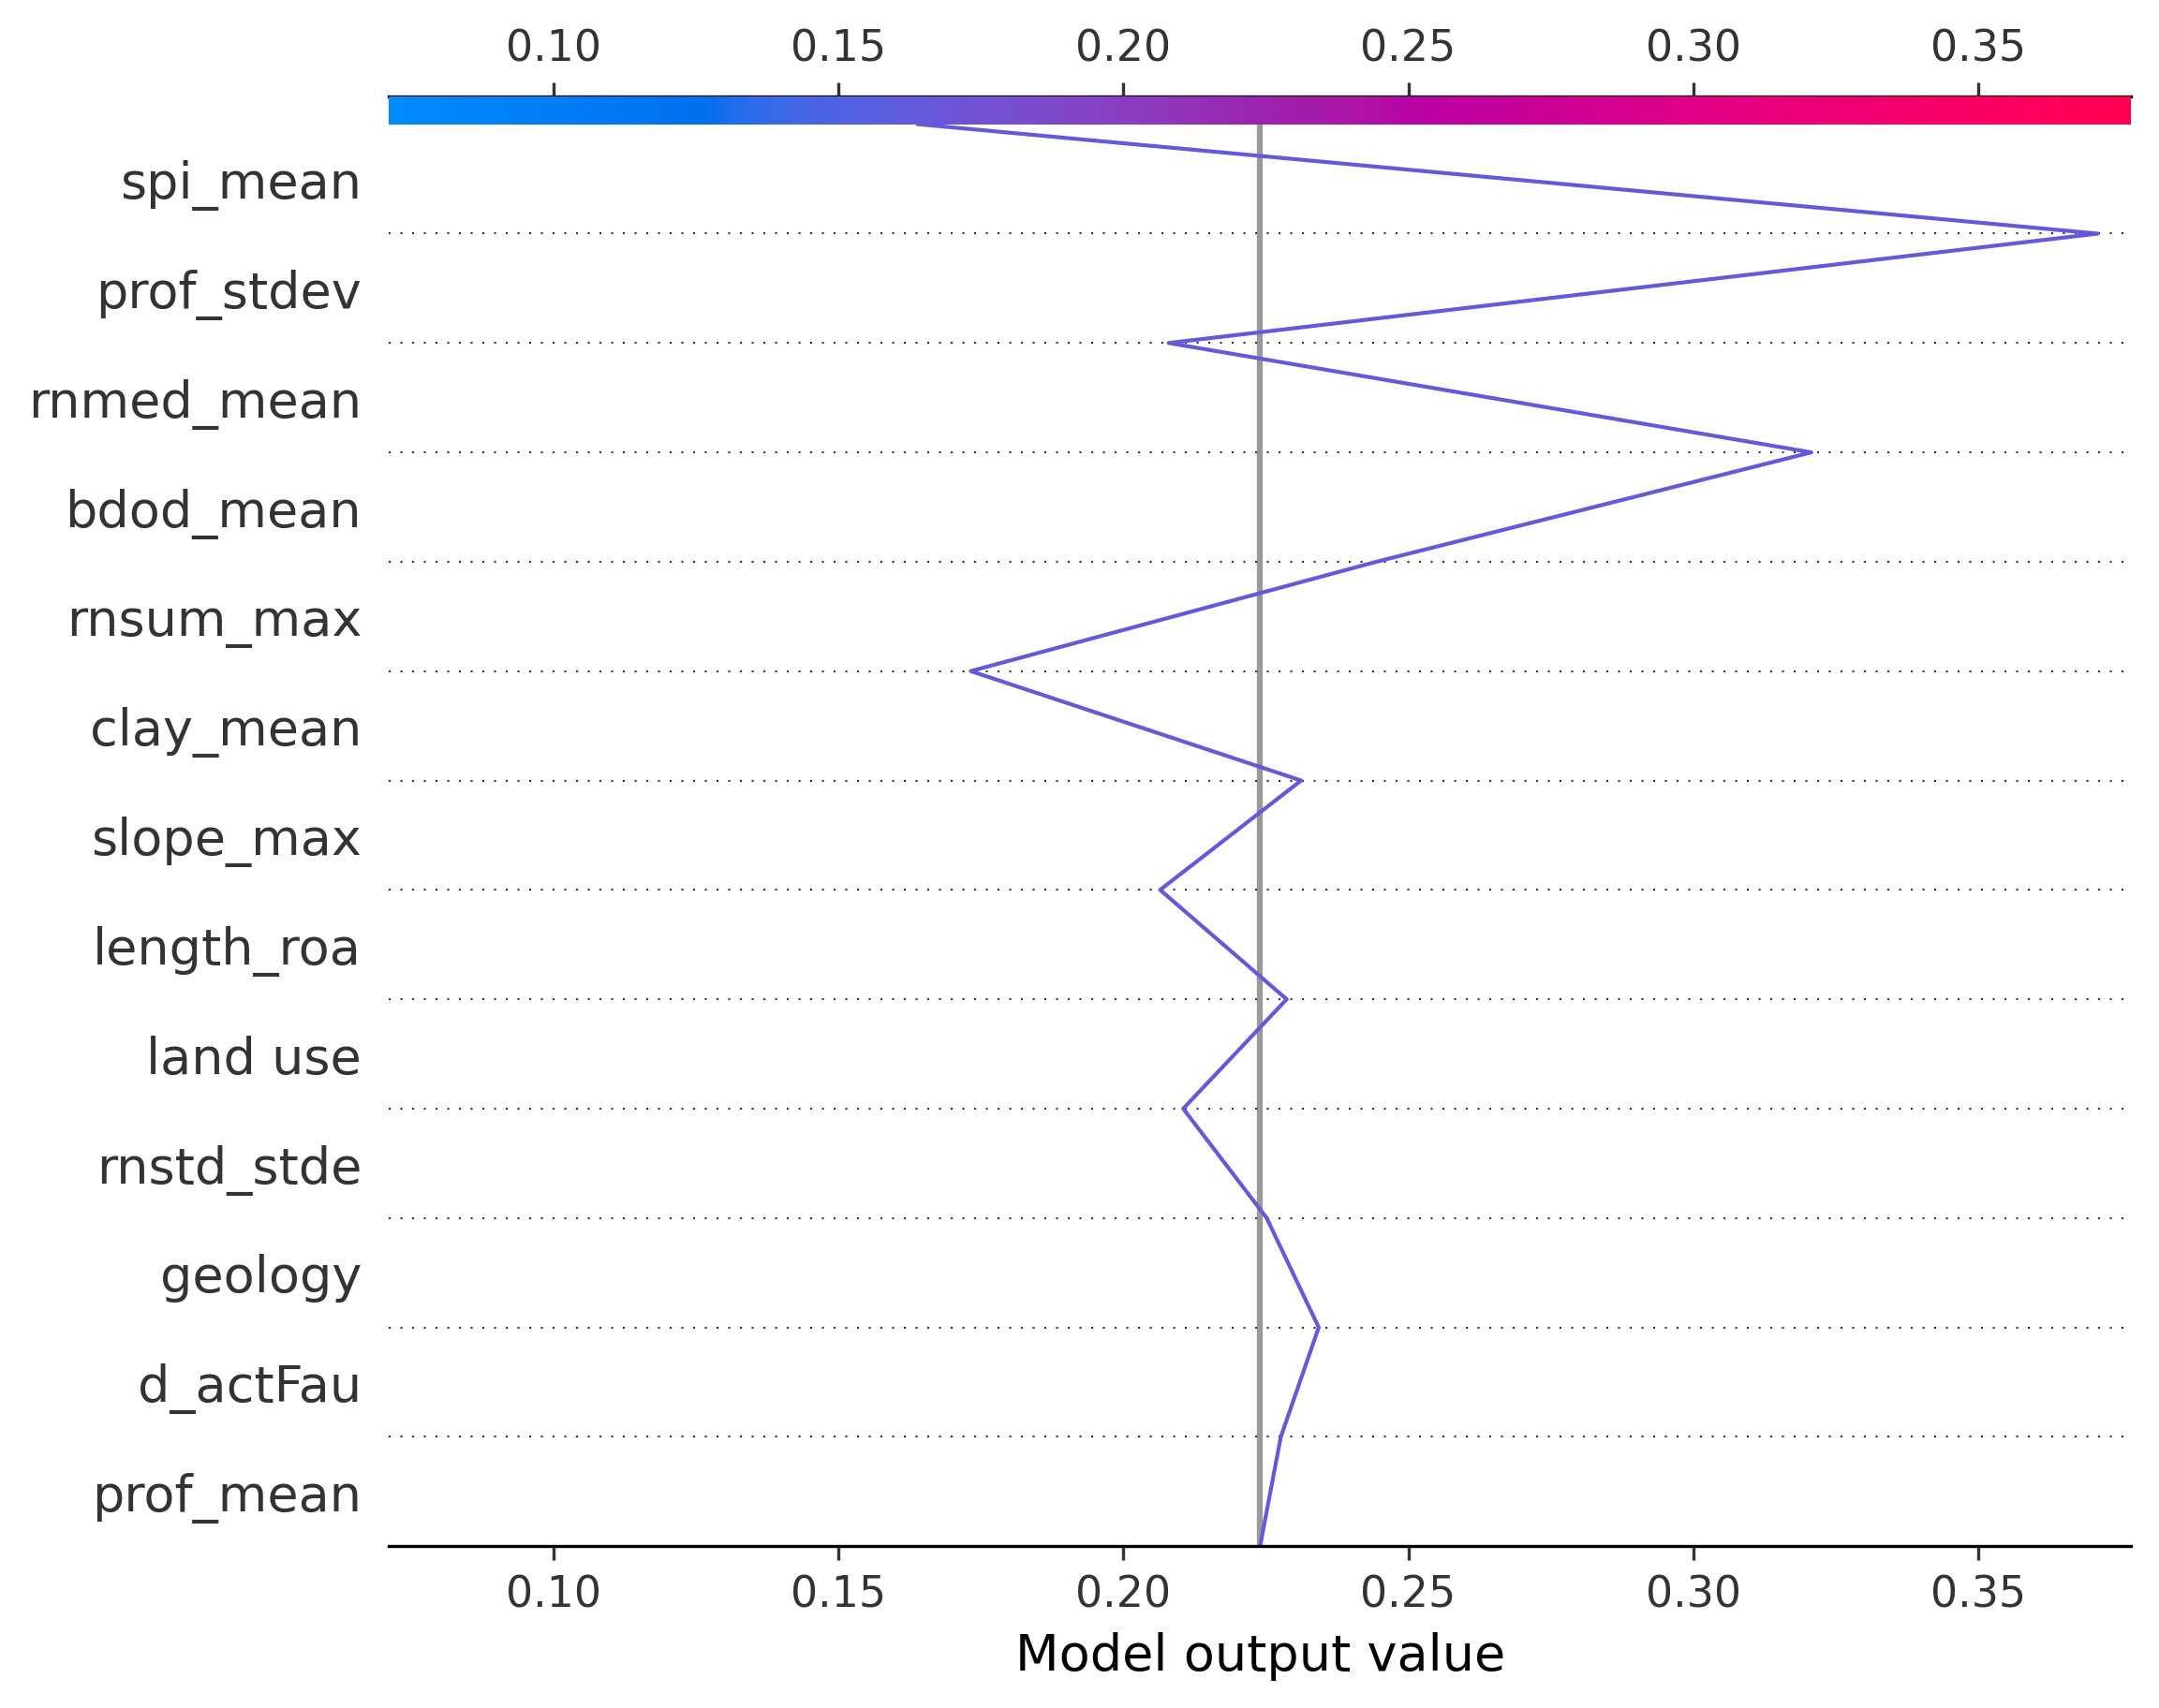 0.10 0.15 0.20 0.25 0.30 0.35
spi_mean
prof_stdev
rnmed_mean
bdod_mean
rnsum_max
clay_mean
slope_max
length_roa
land use
rnstd_stde
geology
d_actFau
prof_mean
0.10 0.15 0.20 0.25 0.30 0.35
Model output value